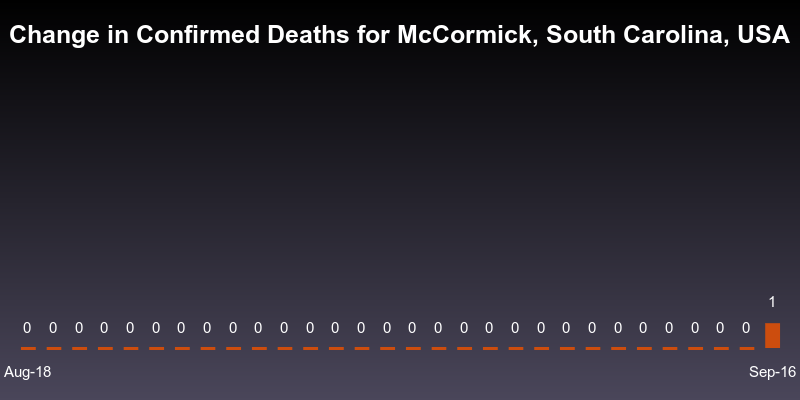 Change in Confirmed Deaths for McCormick, South Carolina, USA
1
0 0 0 0 0 0 0 0 0 0 0 0 0 0 0 0 0 0 0 0 0 0 0 0 0 0 0 0 0
Aug-18 Sep-16